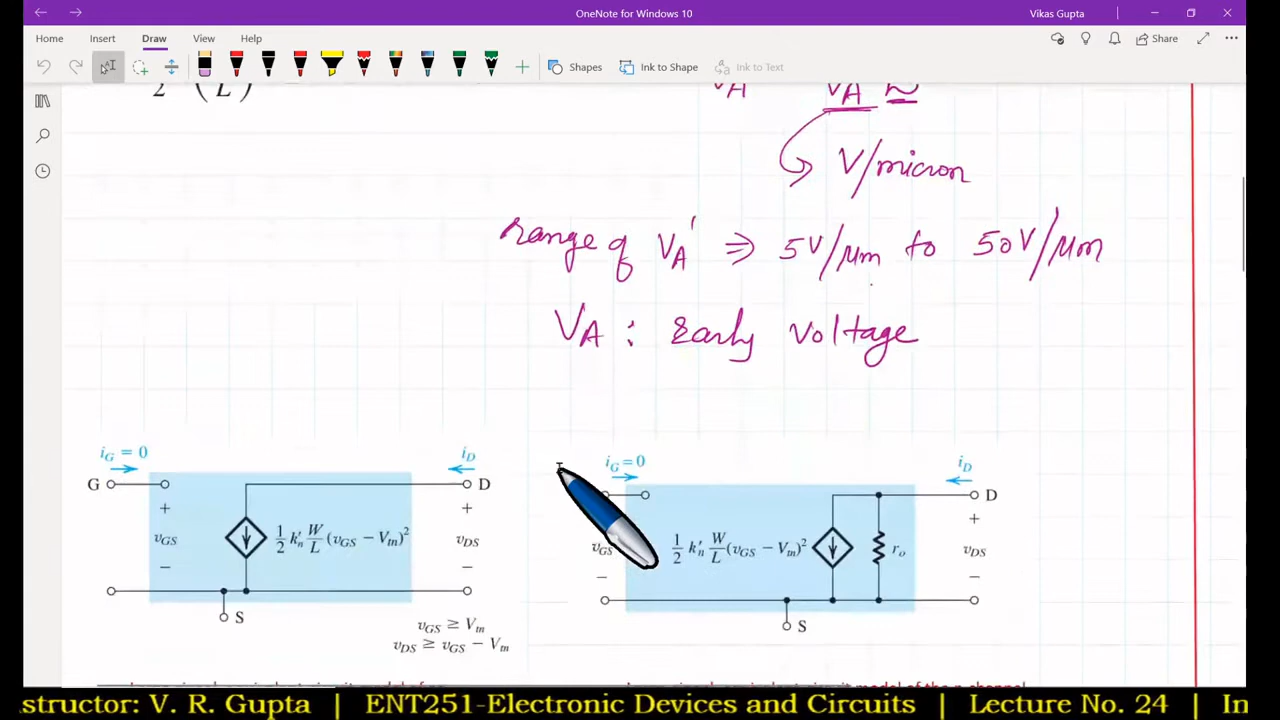 OneNote for Windows 10
Vikas Gupta
Home Insert Draw View Help
Shapes Ink to Shape Ink to Text Share
2 (L)
VA VA L
V/micron
range of VA' ⇒ 5V/μm to 50V/μm
VA : Early voltage
iG = 0
iD
G
D
+
+
vGS
1/2 k'n W/L (vGS − Vtn)²
vDS
−
−
S
vGS ≥ Vtn
vDS ≥ vGS − Vtn
iG = 0
iD
D
+
vGS
1/2 k'n W/L (vGS − Vtn)²
ro
vDS
−
−
S
structor: V. R. Gupta | ENT251-Electronic Devices and Circuits | Lecture No. 24 | In